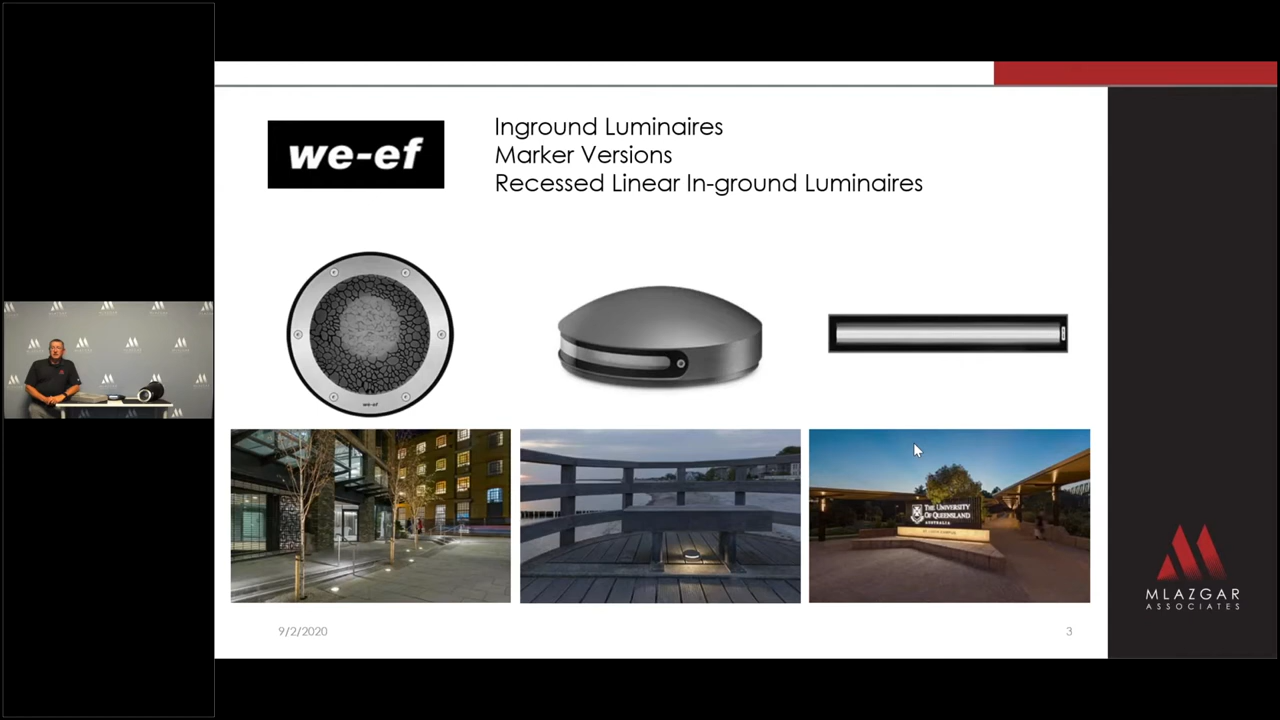 we-ef
Inground Luminaires
Marker Versions
Recessed Linear In-ground Luminaires
we-ef
THE UNIVERSITY
OF QUEENSLAND
AUSTRALIA
9/2/2020
3
MLAZGAR
ASSOCIATES